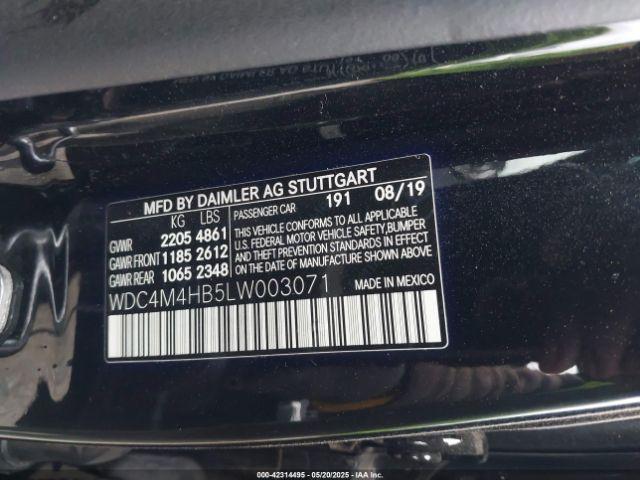 MFD BY DAIMLER AG STUTTGART
KG LBS PASSENGER CAR 191 08/19
GVWR 2205 4861
GAWR FRONT 1185 2612
GAWR REAR 1065 2348
THIS VEHICLE CONFORMS TO ALL APPLICABLE
U.S. FEDERAL MOTOR VEHICLE SAFETY, BUMPER
AND THEFT PREVENTION STANDARDS IN EFFECT
ON THE DATE OF MANUFACTURE SHOWN ABOVE.
MADE IN MEXICO
WDC4M4HB5LW003071
000-42314495 - 05/20/2025 - IAAI.COM